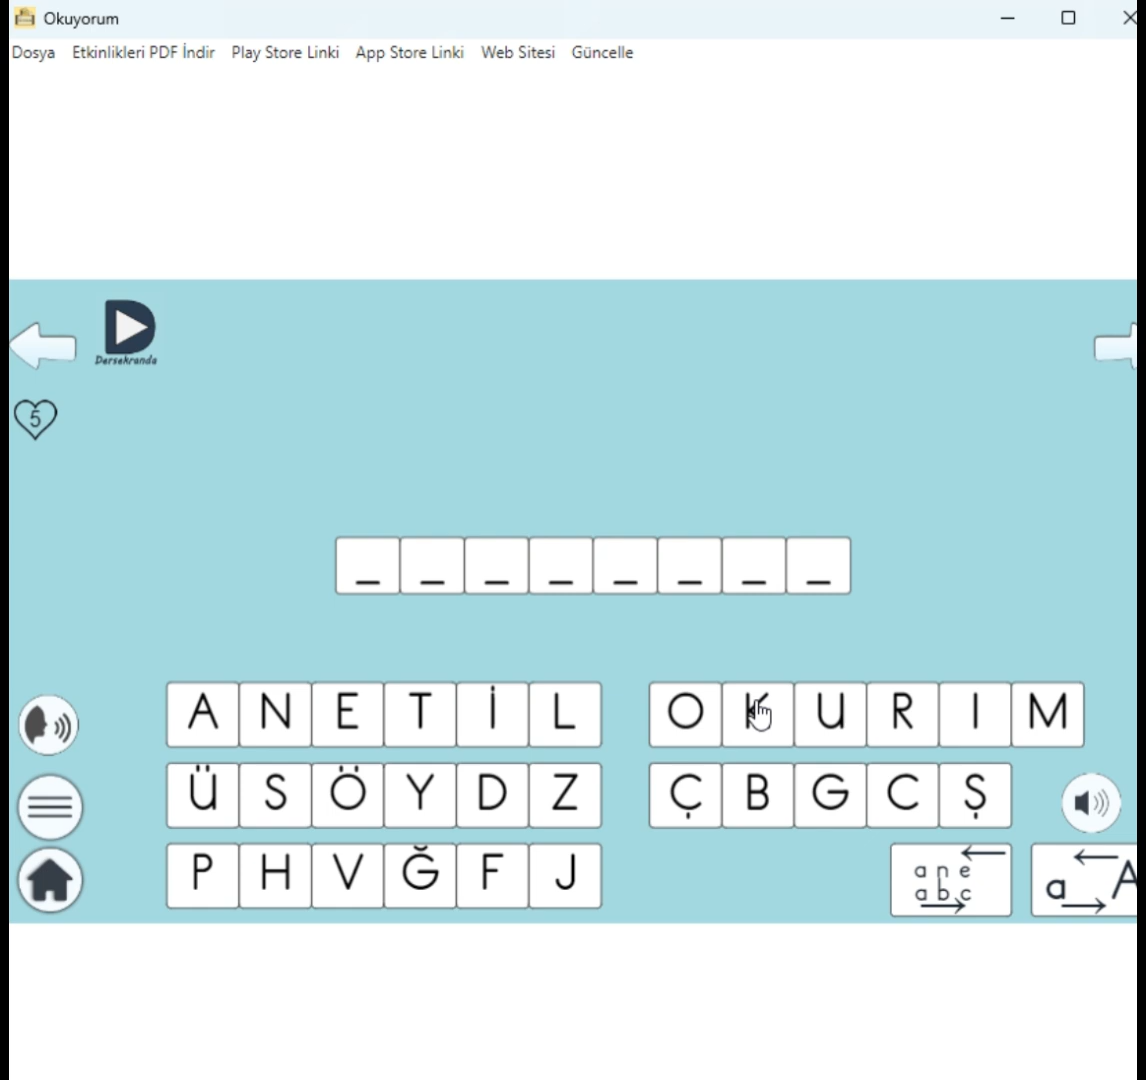 Okuyorum
Dosya Etkinlikleri PDF İndir Play Store Linki App Store Linki Web Sitesi Güncelle
Dersekranda
5
_ _ _ _ _ _ _ _
A N E T İ L O K U R I M
Ü S Ö Y D Z Ç B G C Ş
P H V Ğ F J
a n e
a b c
a A